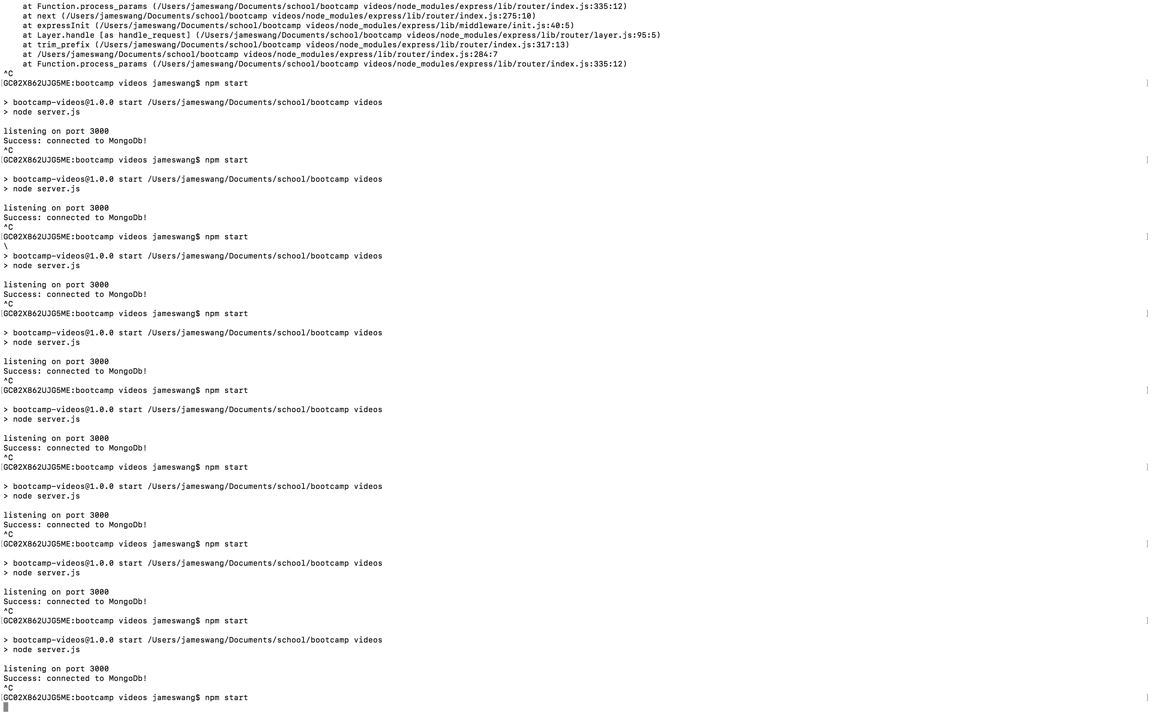 at Function.process_params (/Users/jameswang/Documents/school/bootcamp videos/node_modules/express/lib/router/index.js:335:12)
at next (/Users/jameswang/Documents/school/bootcamp videos/node_modules/express/lib/router/index.js:275:10)
at expressInit (/Users/jameswang/Documents/school/bootcamp videos/node_modules/express/lib/middleware/init.js:40:5)
at Layer.handle [as handle_request] (/Users/jameswang/Documents/school/bootcamp videos/node_modules/express/lib/router/layer.js:95:5)
at trim_prefix (/Users/jameswang/Documents/school/bootcamp videos/node_modules/express/lib/router/index.js:317:13)
at /Users/jameswang/Documents/school/bootcamp videos/node_modules/express/lib/router/index.js:284:7
at Function.process_params (/Users/jameswang/Documents/school/bootcamp videos/node_modules/express/lib/router/index.js:335:12)
^C
[GC02X862UJG5ME:bootcamp videos jameswang$ npm start ]
> bootcamp-videos@1.0.0 start /Users/jameswang/Documents/school/bootcamp videos
> node server.js
listening on port 3000
Success: connected to MongoDb!
^C
[GC02X862UJG5ME:bootcamp videos jameswang$ npm start ]
> bootcamp-videos@1.0.0 start /Users/jameswang/Documents/school/bootcamp videos
> node server.js
listening on port 3000
Success: connected to MongoDb!
^C
[GC02X862UJG5ME:bootcamp videos jameswang$ npm start ]
\
> bootcamp-videos@1.0.0 start /Users/jameswang/Documents/school/bootcamp videos
> node server.js
listening on port 3000
Success: connected to MongoDb!
^C
[GC02X862UJG5ME:bootcamp videos jameswang$ npm start ]
> bootcamp-videos@1.0.0 start /Users/jameswang/Documents/school/bootcamp videos
> node server.js
listening on port 3000
Success: connected to MongoDb!
^C
[GC02X862UJG5ME:bootcamp videos jameswang$ npm start ]
> bootcamp-videos@1.0.0 start /Users/jameswang/Documents/school/bootcamp videos
> node server.js
listening on port 3000
Success: connected to MongoDb!
^C
[GC02X862UJG5ME:bootcamp videos jameswang$ npm start ]
> bootcamp-videos@1.0.0 start /Users/jameswang/Documents/school/bootcamp videos
> node server.js
listening on port 3000
Success: connected to MongoDb!
^C
[GC02X862UJG5ME:bootcamp videos jameswang$ npm start ]
> bootcamp-videos@1.0.0 start /Users/jameswang/Documents/school/bootcamp videos
> node server.js
listening on port 3000
Success: connected to MongoDb!
^C
[GC02X862UJG5ME:bootcamp videos jameswang$ npm start ]
> bootcamp-videos@1.0.0 start /Users/jameswang/Documents/school/bootcamp videos
> node server.js
listening on port 3000
Success: connected to MongoDb!
^C
[GC02X862UJG5ME:bootcamp videos jameswang$ npm start ]